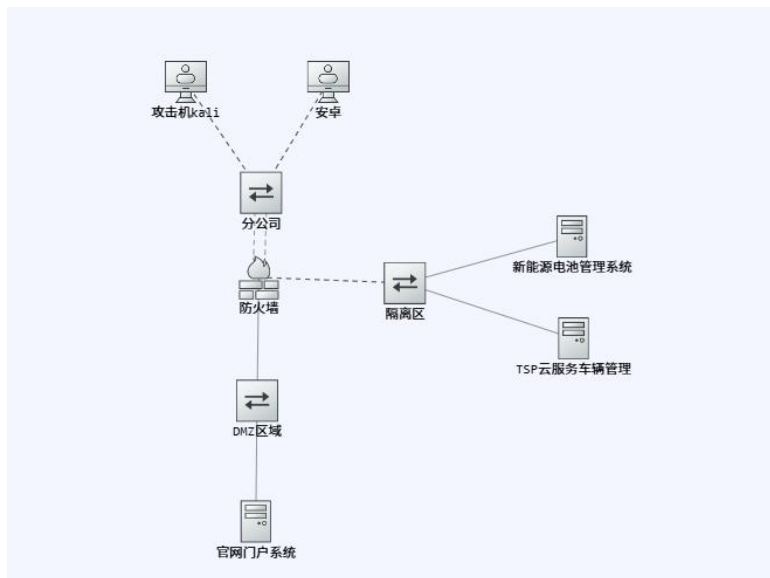 攻击机kali
安卓
分公司
新能源电池管理系统
防火墙
隔离区
TSP云服务车辆管理
DMZ区域
官网门户系统